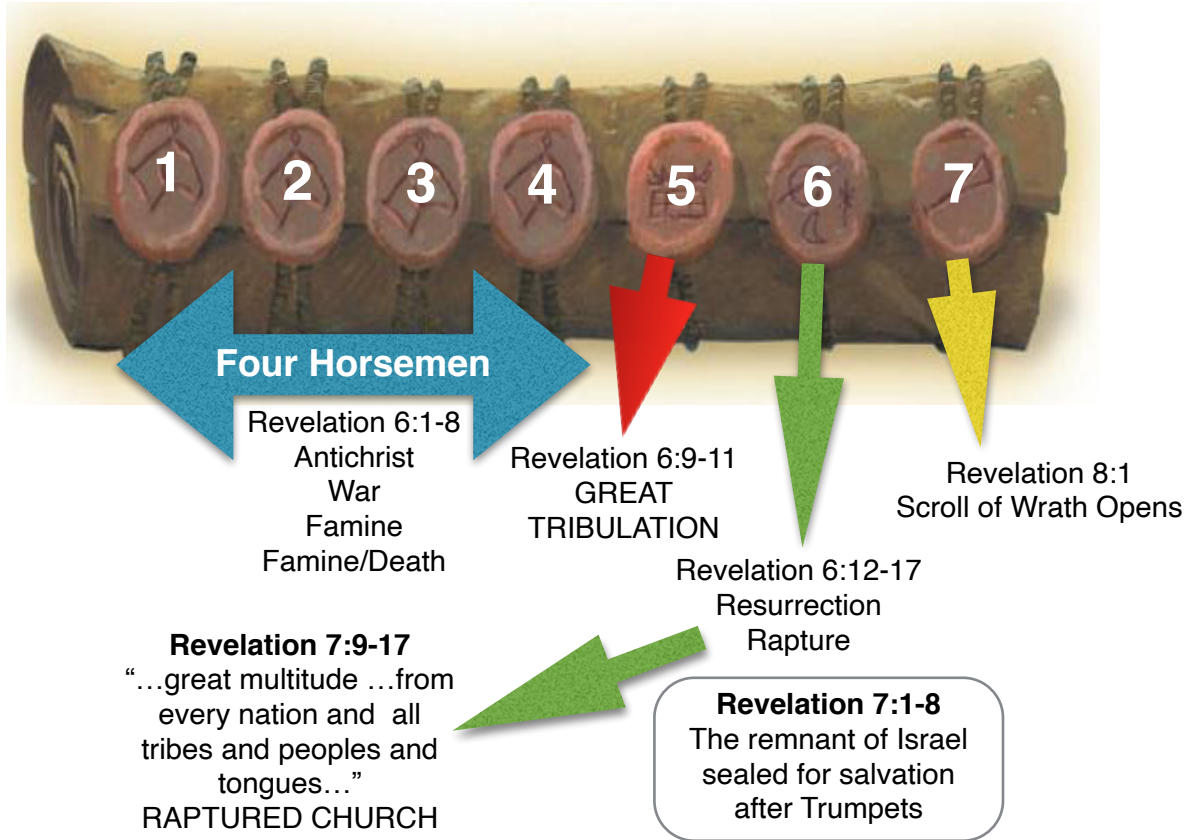 1 2 3 4 5 6 7
Four Horsemen
Revelation 6:1-8
Antichrist
War
Famine
Famine/Death
Revelation 6:9-11
GREAT
TRIBULATION
Revelation 8:1
Scroll of Wrath Opens
Revelation 6:12-17
Resurrection
Rapture
Revelation 7:9-17
“…great multitude …from
every nation and all
tribes and peoples and
tongues…”
RAPTURED CHURCH
Revelation 7:1-8
The remnant of Israel
sealed for salvation
after Trumpets